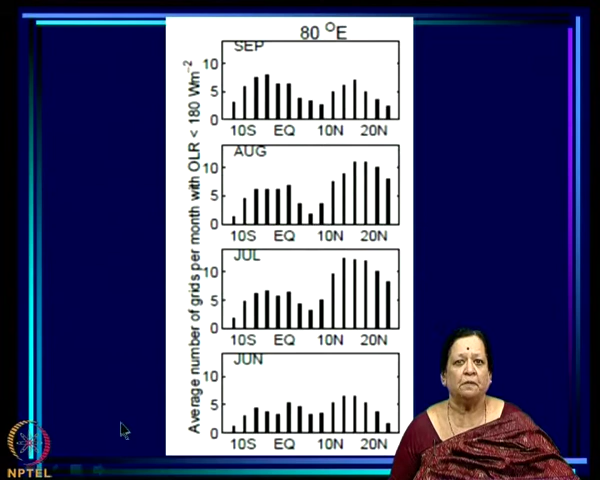 80 °E
Average number of grids per month with OLR < 180 Wm⁻²
SEP
10
5
0
10S EQ 10N 20N
AUG
10
5
0
10S EQ 10N 20N
JUL
10
5
0
10S EQ 10N 20N
JUN
10
5
0
10S EQ 10N 20N
NPTEL